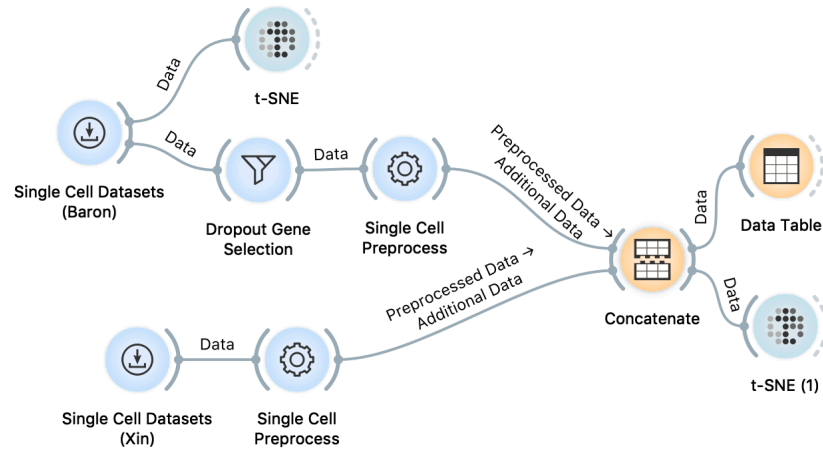 Data
t-SNE
Single Cell Datasets
(Baron)
Data
Dropout Gene
Selection
Data
Single Cell
Preprocess
Preprocessed Data →
Additional Data
Data
Data Table
Concatenate
Data
t-SNE (1)
Preprocessed Data →
Additional Data
Single Cell Datasets
(Xin)
Data
Single Cell
Preprocess